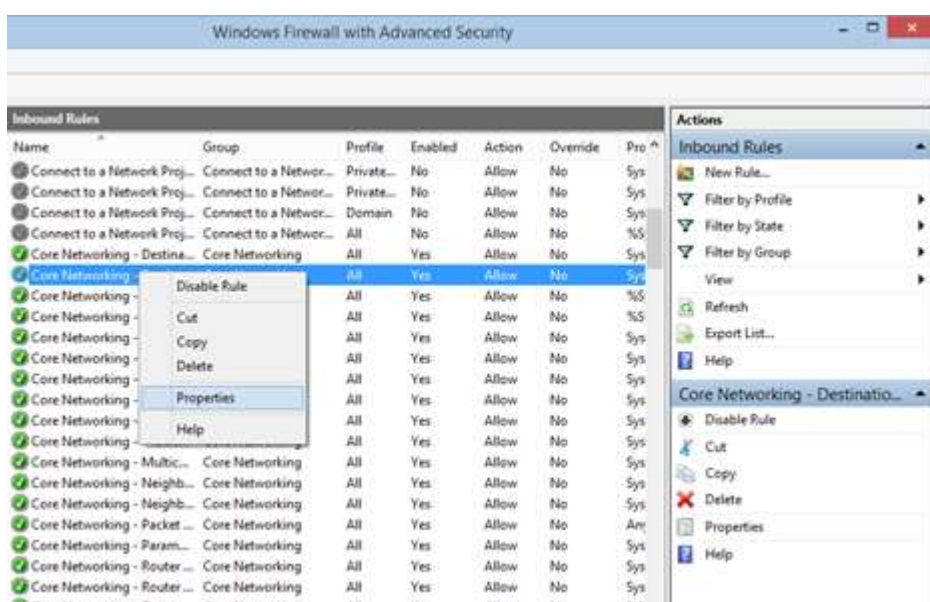 Windows Firewall with Advanced Security
Inbound Rules
Name Group Profile Enabled Action Override Pro
Connect to a Network Proj... Connect to a Networ... Private... No Allow No Sys
Connect to a Network Proj... Connect to a Networ... Private... No Allow No Sys
Connect to a Network Proj... Connect to a Networ... Domain No Allow No Sys
Connect to a Network Proj... Connect to a Networ... All No Allow No %S
Core Networking - Destina... Core Networking All Yes Allow No Sys
Core Networking - All Yes Allow No Sys
Core Networking - All Yes Allow No %S
Core Networking - All Yes Allow No %S
Core Networking - All Yes Allow No Sys
Core Networking - All Yes Allow No Sys
Core Networking - All Yes Allow No Sys
Core Networking - All Yes Allow No Sys
Core Networking - All Yes Allow No Sys
Core Networking - Multic... Core Networking All Yes Allow No Sys
Core Networking - Neighb... Core Networking All Yes Allow No Sys
Core Networking - Neighb... Core Networking All Yes Allow No Sys
Core Networking - Packet ... Core Networking All Yes Allow No Any
Core Networking - Param... Core Networking All Yes Allow No Sys
Core Networking - Router ... Core Networking All Yes Allow No Sys
Core Networking - Router ... Core Networking All Yes Allow No Sys
Disable Rule
Cut
Copy
Delete
Properties
Help
Actions
Inbound Rules
New Rule...
Filter by Profile
Filter by State
Filter by Group
View
Refresh
Export List...
Help
Core Networking - Destinatio...
Disable Rule
Cut
Copy
Delete
Properties
Help